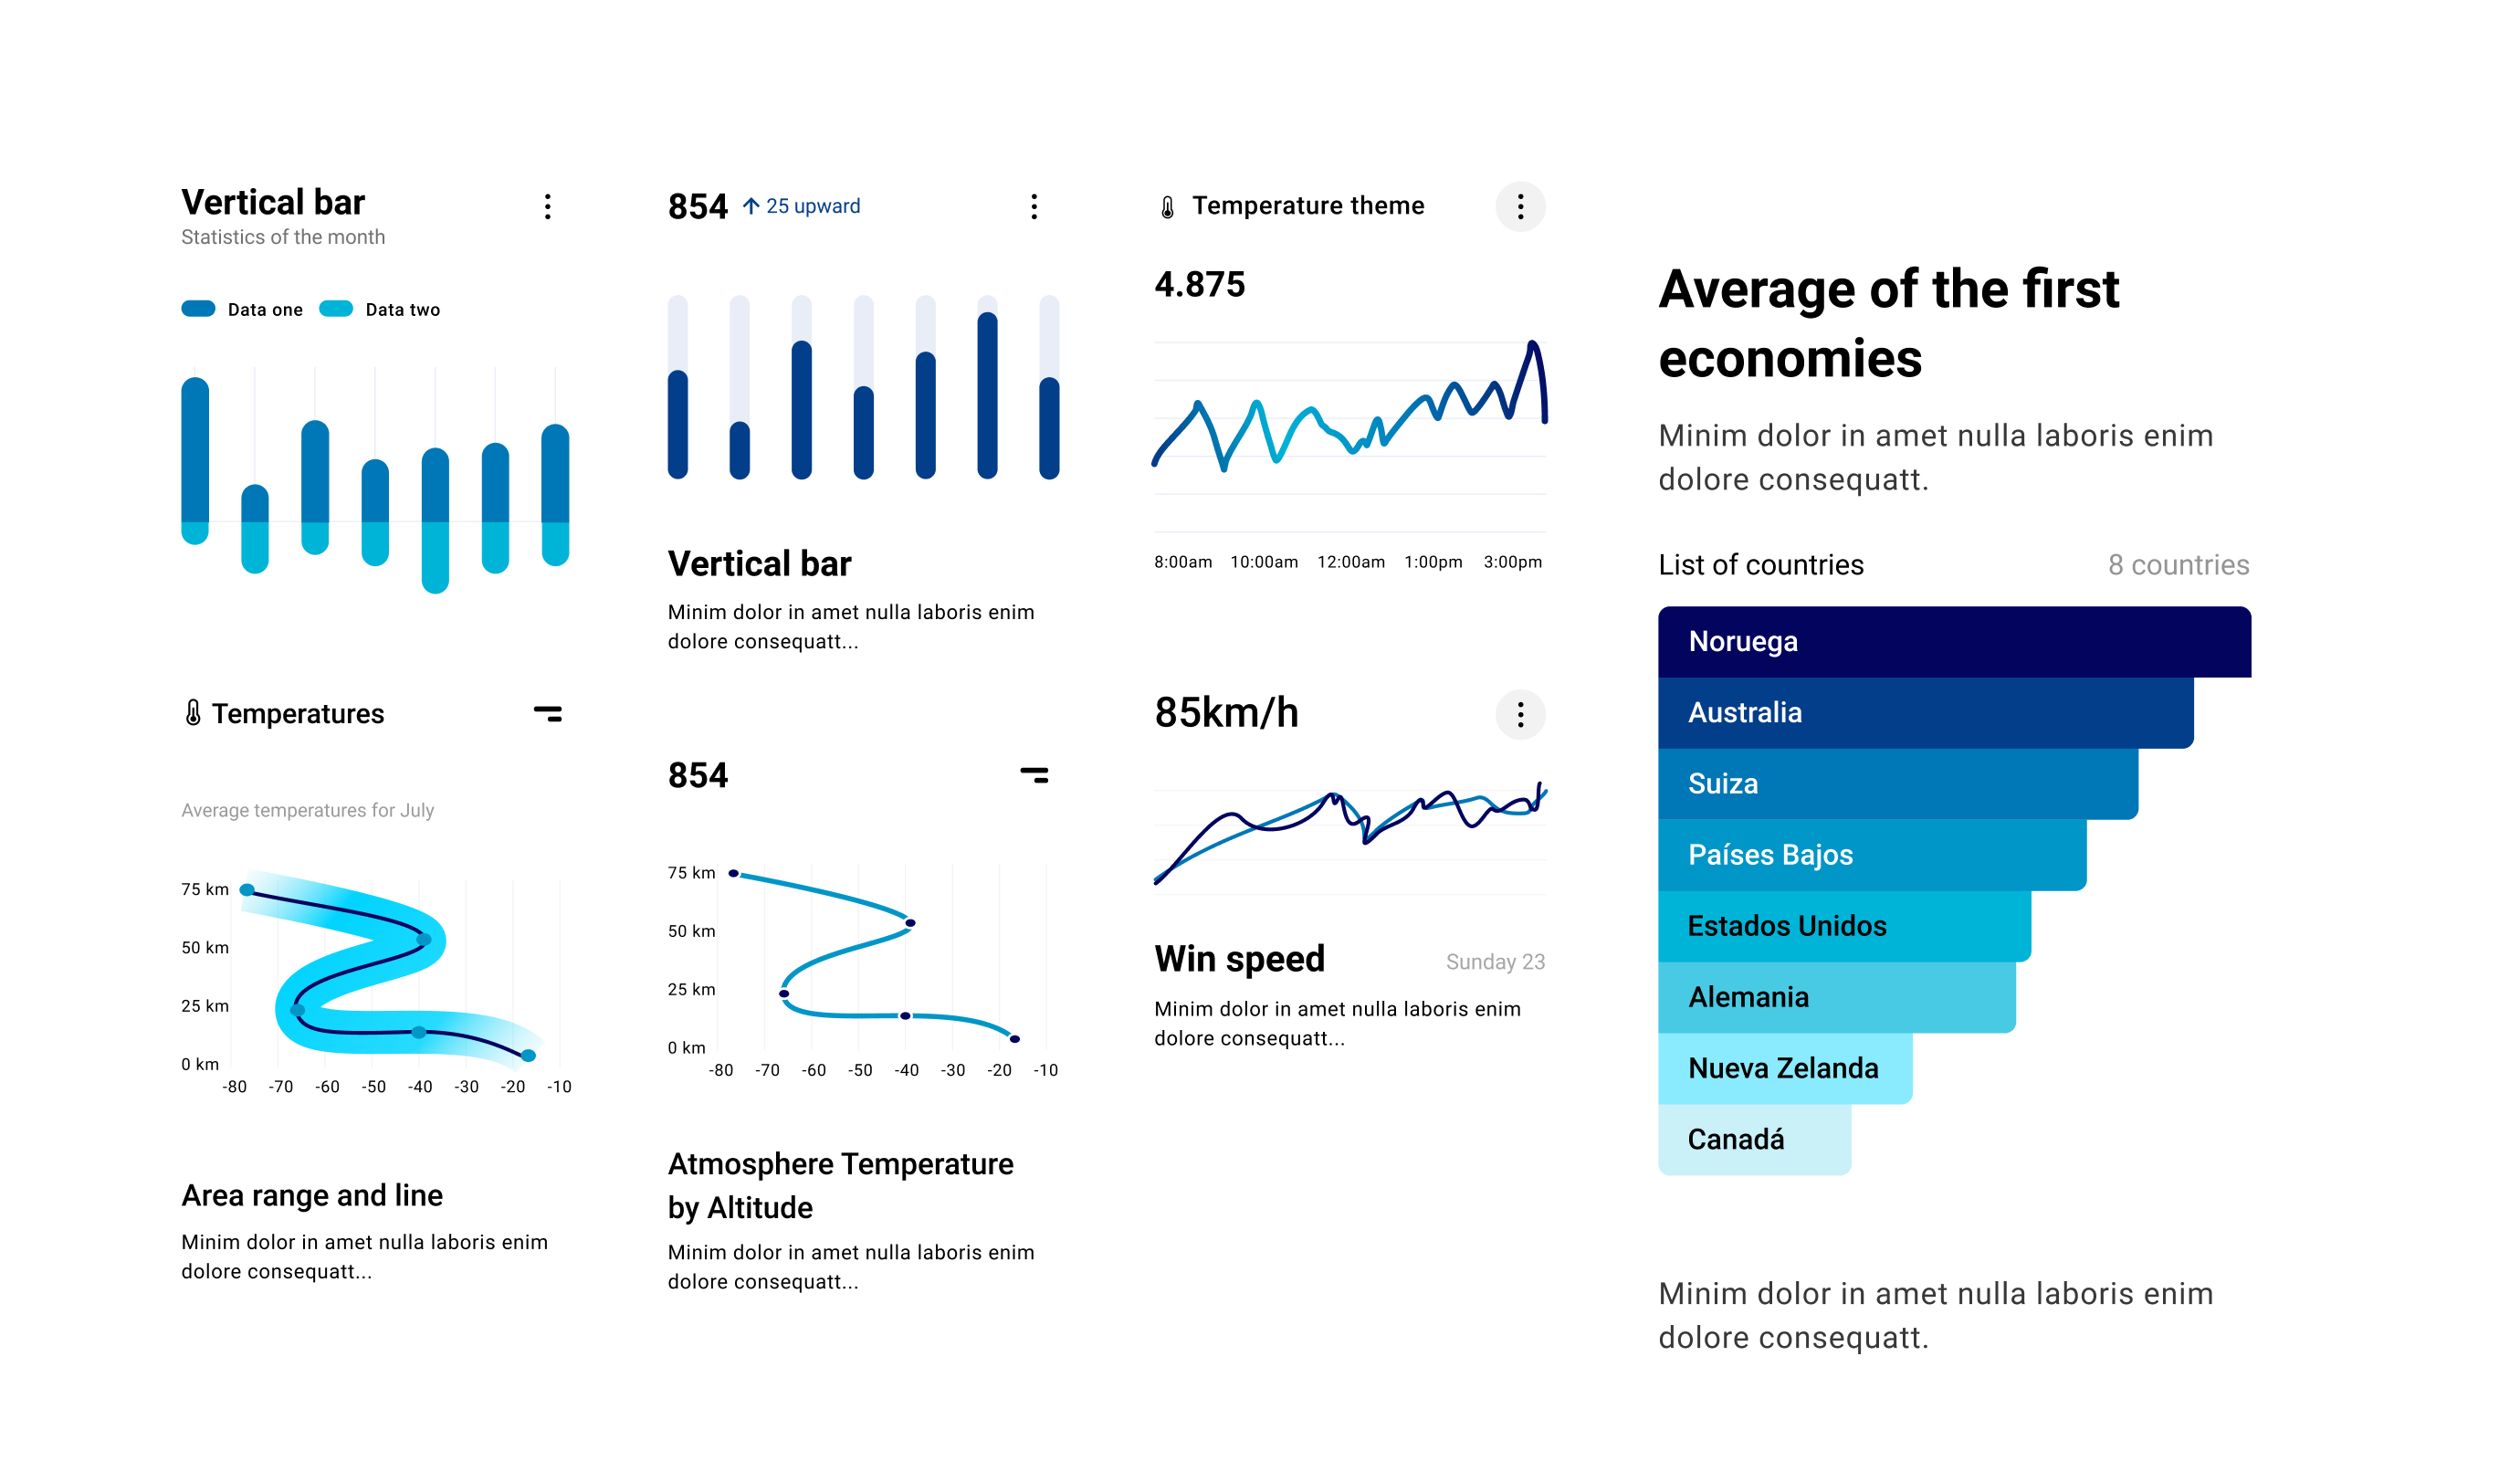 Vertical bar
Statistics of the month
Data one
Data two
Temperatures
Average temperatures for July
75 km
50 km
25 km
0 km
-80 -70 -60 -50 -40 -30 -20 -10
Area range and line
Minim dolor in amet nulla laboris enim
dolore consequatt...
854
25 upward
Vertical bar
Minim dolor in amet nulla laboris enim
dolore consequatt...
854
75 km
50 km
25 km
0 km
-80 -70 -60 -50 -40 -30 -20 -10
Atmosphere Temperature
by Altitude
Minim dolor in amet nulla laboris enim
dolore consequatt...
Temperature theme
4.875
8:00am 10:00am 12:00am 1:00pm 3:00pm
85km/h
Win speed
Sunday 23
Minim dolor in amet nulla laboris enim
dolore consequatt...
Average of the first
economies
Minim dolor in amet nulla laboris enim
dolore consequatt.
List of countries
8 countries
Noruega
Australia
Suiza
Países Bajos
Estados Unidos
Alemania
Nueva Zelanda
Canadá
Minim dolor in amet nulla laboris enim
dolore consequatt.